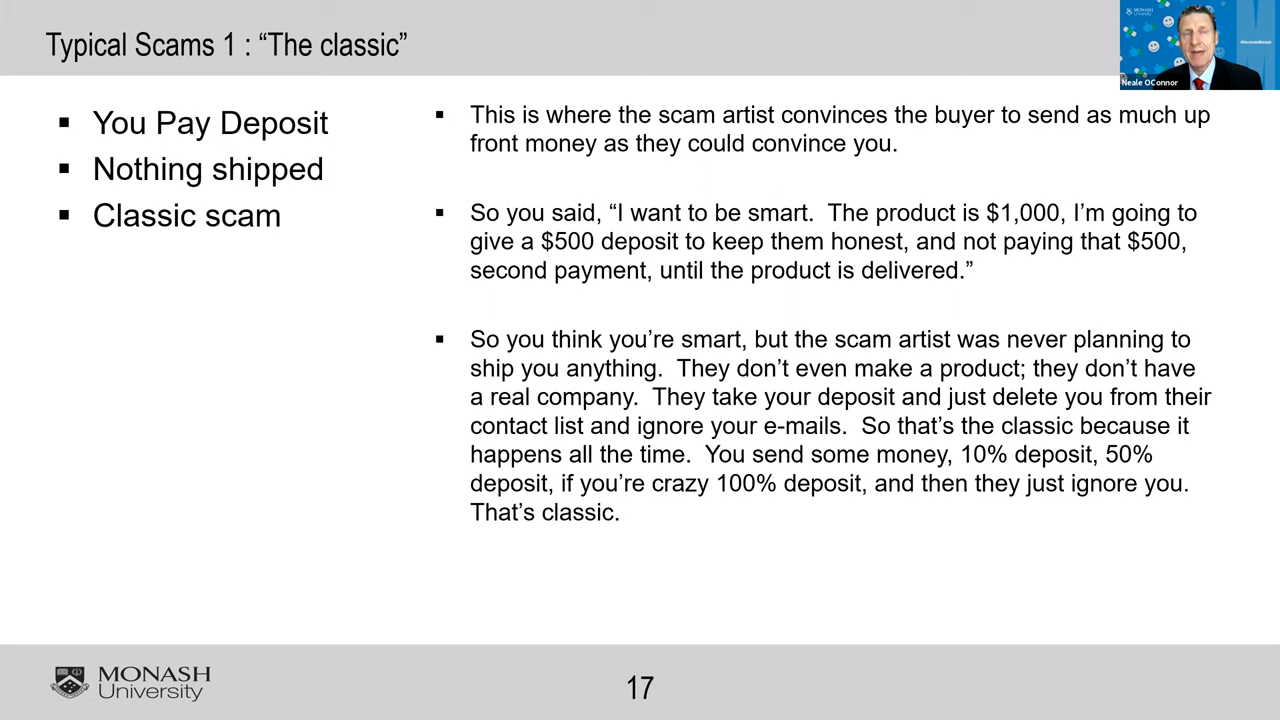 Typical Scams 1 : “The classic”
MONASH
University
Neale OConnor
▪ You Pay Deposit
▪ Nothing shipped
▪ Classic scam
▪ This is where the scam artist convinces the buyer to send as much up
front money as they could convince you.
▪ So you said, “I want to be smart.  The product is $1,000, I’m going to
give a $500 deposit to keep them honest, and not paying that $500,
second payment, until the product is delivered.”
▪ So you think you’re smart, but the scam artist was never planning to
ship you anything.  They don’t even make a product; they don’t have
a real company.  They take your deposit and just delete you from their
contact list and ignore your e-mails.  So that’s the classic because it
happens all the time.  You send some money, 10% deposit, 50%
deposit, if you’re crazy 100% deposit, and then they just ignore you.
That’s classic.
MONASH
University
17